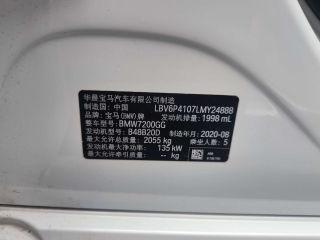 华晨宝马汽车有限公司制造
制造国：中国 LBV6P4107LMY24888
品牌：宝马(BMW)牌 发动机排量：1998 mL
整车型号：BMW7200GG
发动机型号：B48B20D 制造年月：2020-08
最大允许总质量：2055 kg 乘坐人数：5
发动机最大净功率：135 kW
最大允许牵引质量：-- kg